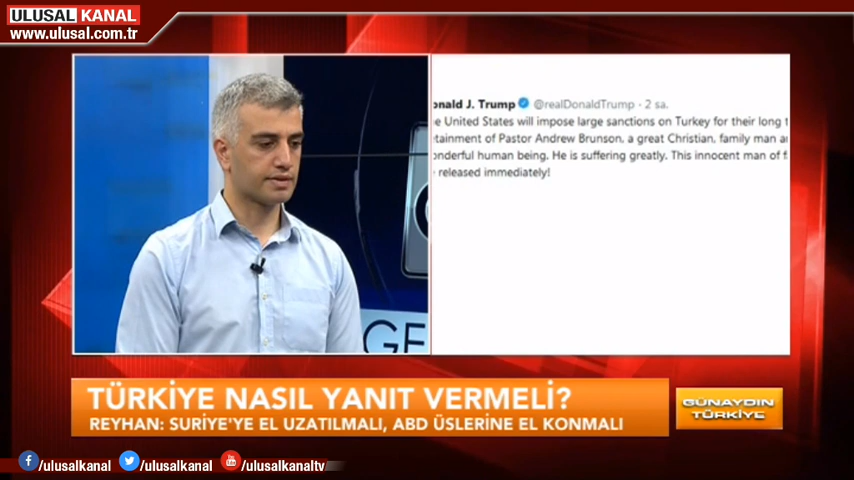 ULUSAL KANAL
www.ulusal.com.tr
onald J. Trump @realDonaldTrump · 2 sa.
e United States will impose large sanctions on Turkey for their long t
tainment of Pastor Andrew Brunson, a great Christian, family man a
onderful human being. He is suffering greatly. This innocent man of f
released immediately!
GE
TÜRKİYE NASIL YANIT VERMELİ?
REYHAN: SURİYE'YE EL UZATILMALI, ABD ÜSLERİNE EL KONMALI
GÜNAYDIN
TÜRKİYE
/ulusalkanal /ulusalkanal /ulusalkanaltv